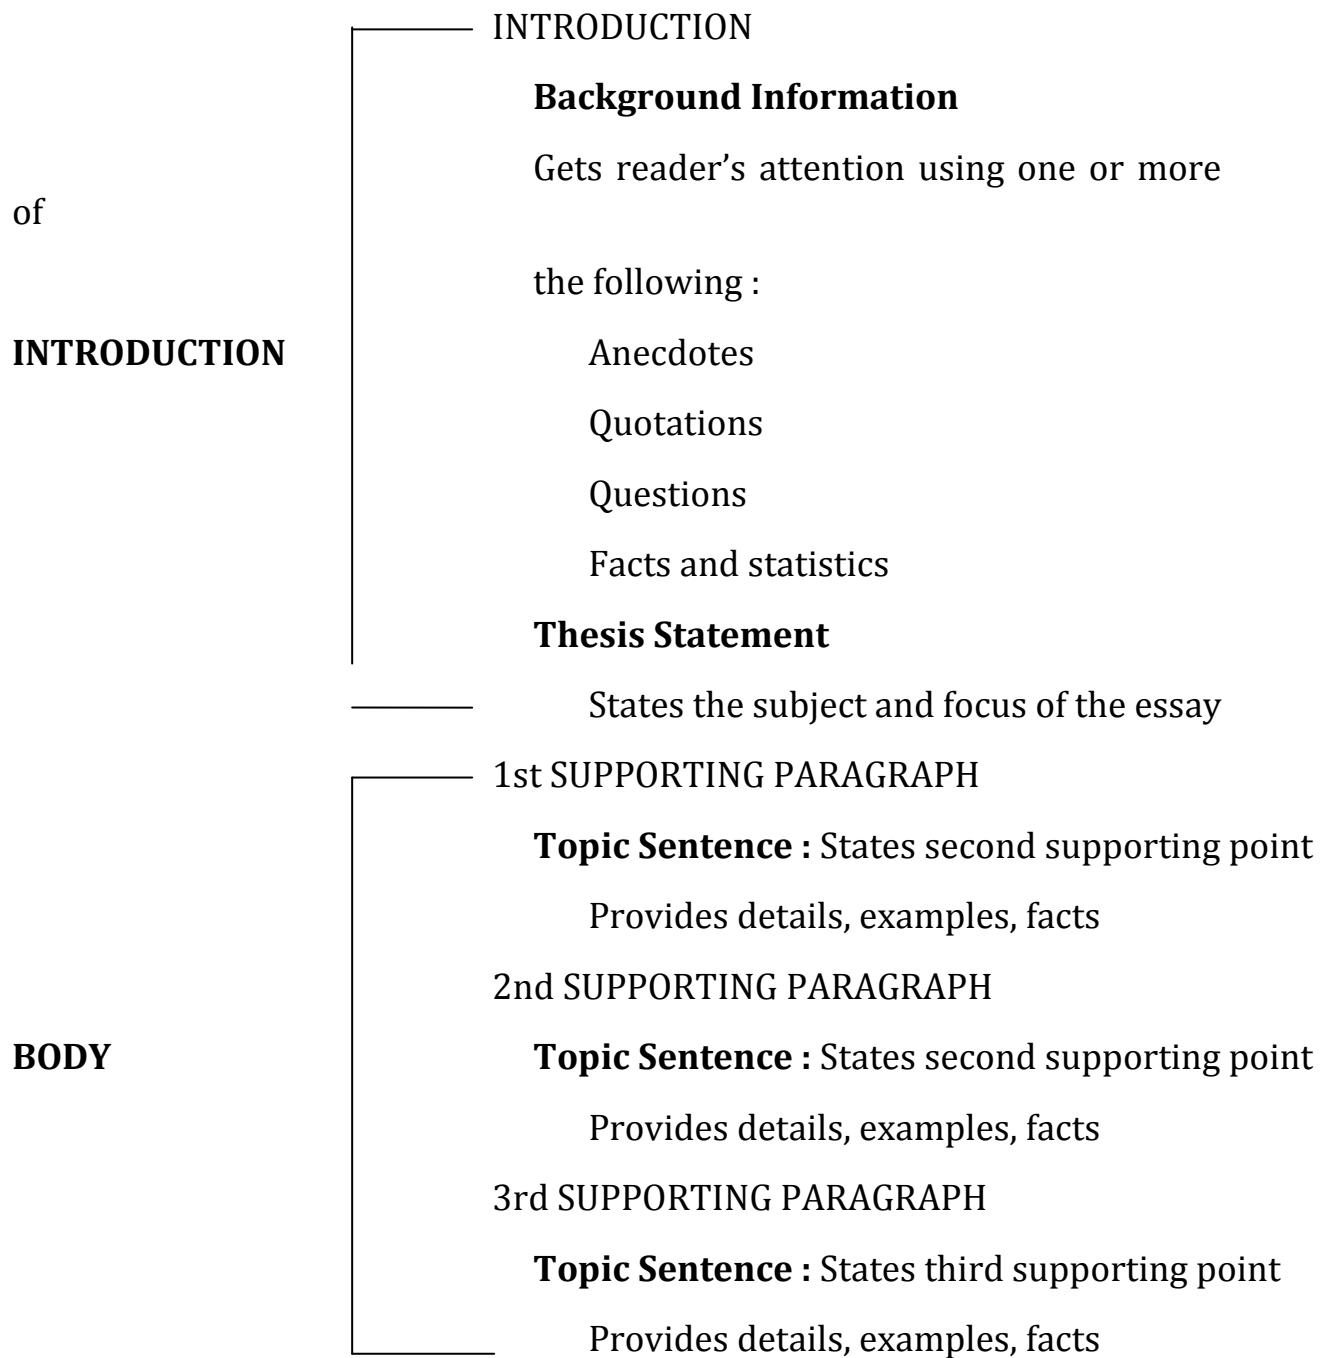 INTRODUCTION
Background Information
Gets reader’s attention using one or more
of
the following :
INTRODUCTION
Anecdotes
Quotations
Questions
Facts and statistics
Thesis Statement
States the subject and focus of the essay
1st SUPPORTING PARAGRAPH
Topic Sentence : States second supporting point
Provides details, examples, facts
2nd SUPPORTING PARAGRAPH
BODY
Topic Sentence : States second supporting point
Provides details, examples, facts
3rd SUPPORTING PARAGRAPH
Topic Sentence : States third supporting point
Provides details, examples, facts